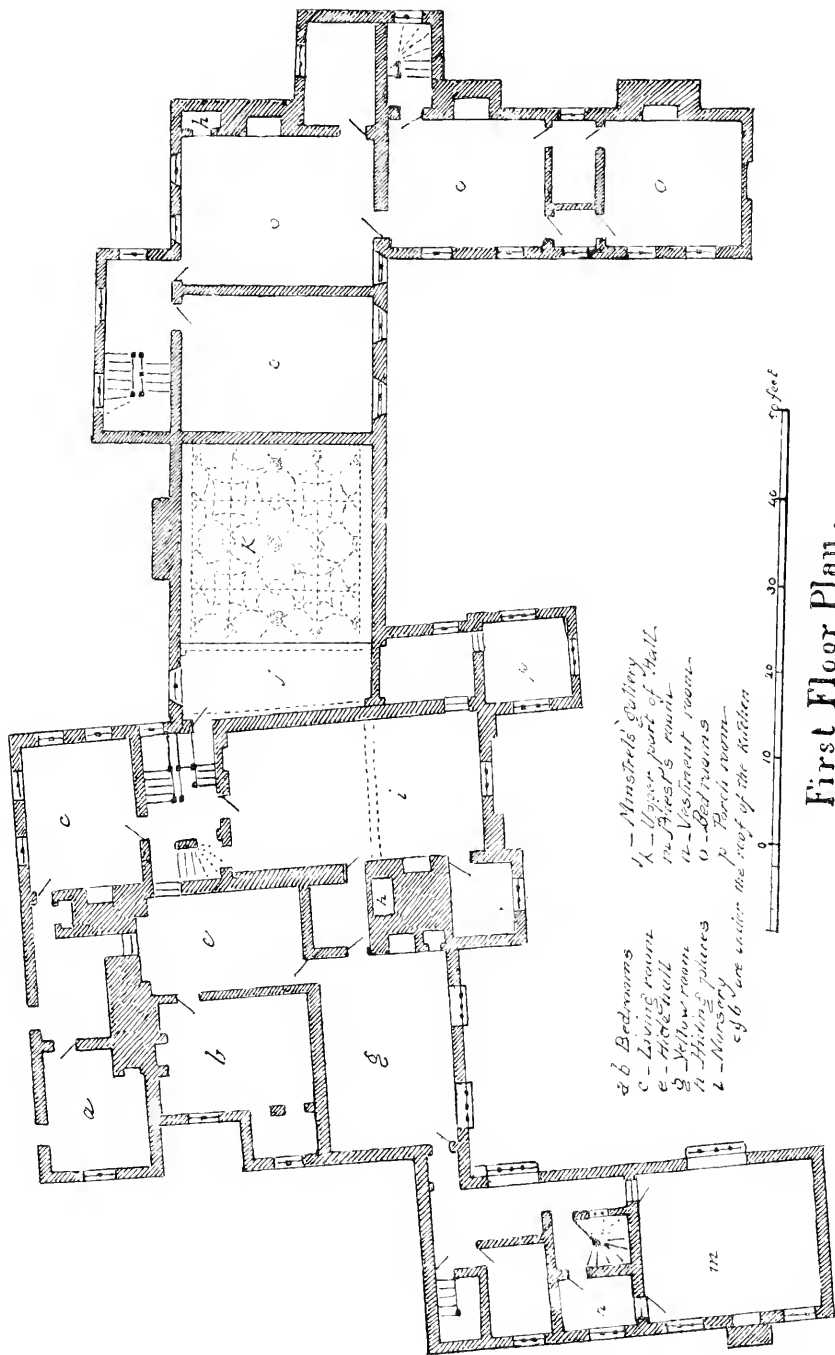 a b Bedrooms
c - Living room
e - Hide hall
g - Yellow room
h - Hiding places
i - Nursery
j - Minstrels' gallery
k - Upper part of Hall
m - Priest's room
n - Vestment room
o - Bedrooms
p Porch room
e & b are under the roof of the Kitchen
0 10 20 30 40 50 feet
First Floor Plan.
a
b
c
c
g
h
i
j
k
h
o
o
o
o
p
m
n